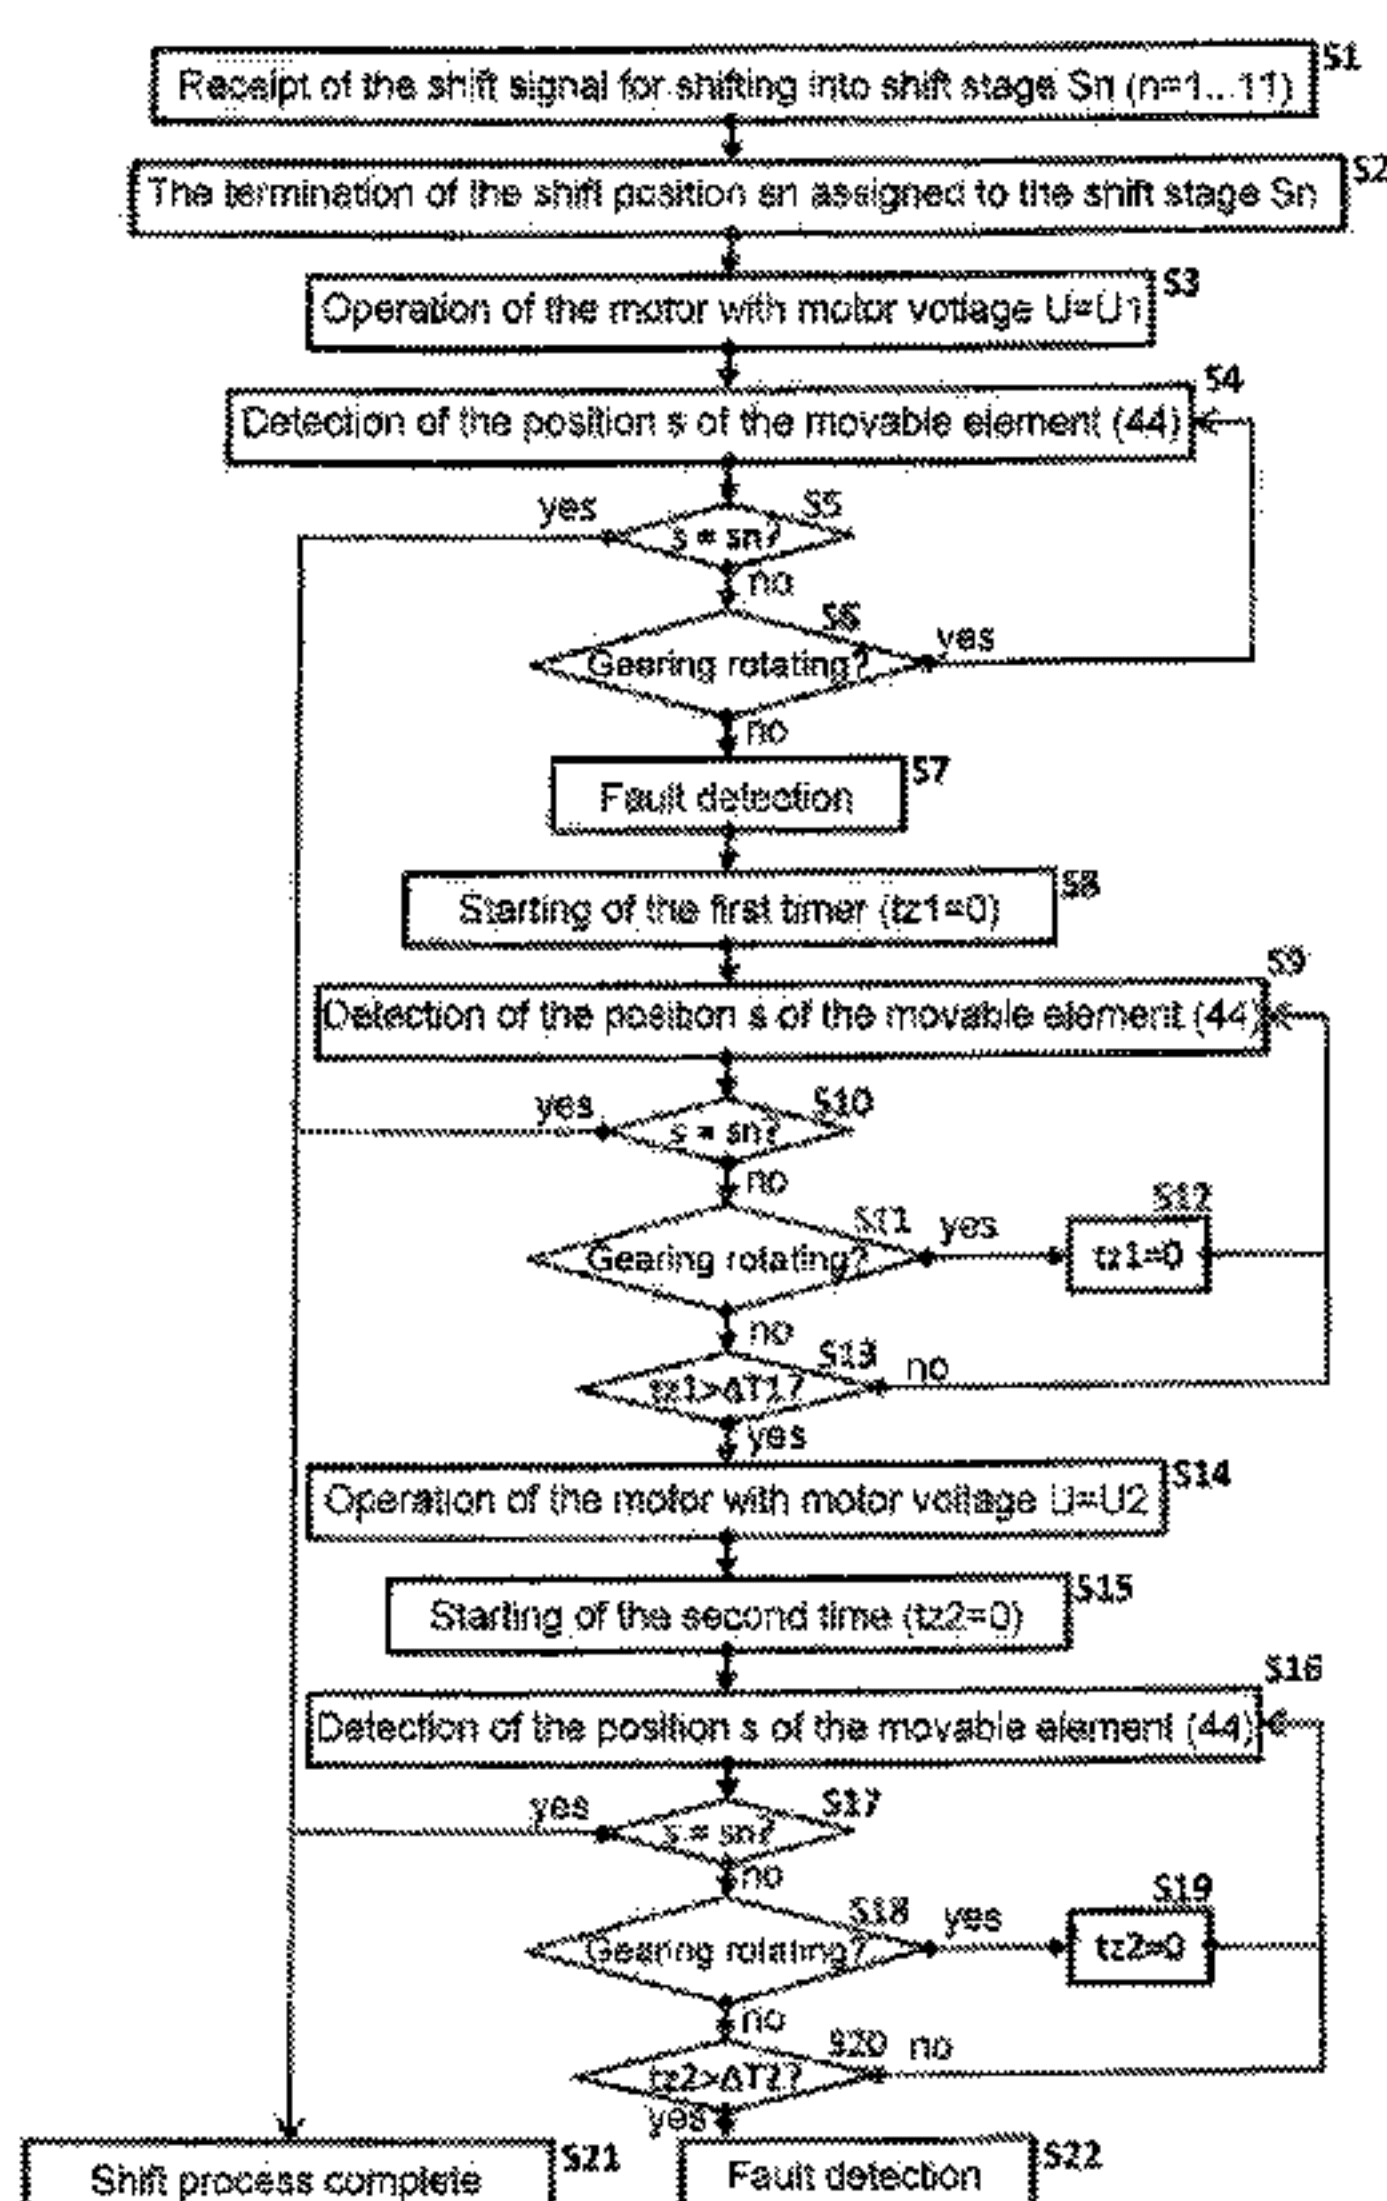 S1
Receipt of the shift signal for shifting into shift stage Sn (n=1...11)
S2
The termination of the shift position sn assigned to the shift stage Sn
S3
Operation of the motor with motor votlage U=U1
S4
Detection of the position s of the movable element (44)
yes
S5
s = sn?
no
S6
Gearing rotating?
yes
no
S7
Fault detection
S8
Starting of the first timer (tz1=0)
S9
Detection of the position s of the movable element (44)
yes
S10
s = sn?
no
S11
Gearing rotating?
yes
S12
tz1=0
no
S13
tz1>ΔT1?
no
yes
S14
Operation of the motor with motor voltage U=U2
S15
Starting of the second time (tz2=0)
S16
Detection of the position s of the movable element (44)
yes
S17
s = sn?
no
S18
Gearing rotating?
yes
S19
tz2=0
no
S20
tz2>ΔT2?
no
yes
S21
Shift process complete
S22
Fault detection